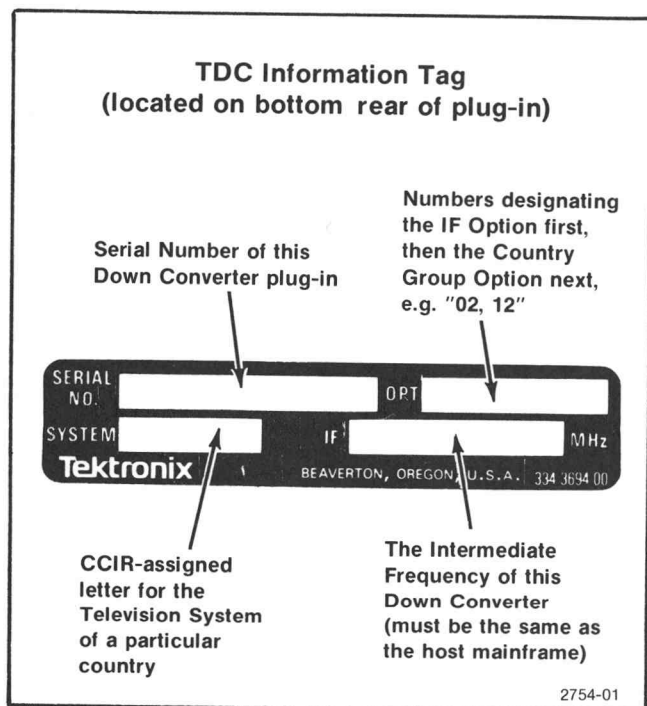 TDC Information Tag
(located on bottom rear of plug-in)
Serial Number of this
Down Converter plug-in
Numbers designating
the IF Option first,
then the Country
Group Option next,
e.g. "02, 12"
SERIAL
NO.
OPT
SYSTEM
IF
MHz
Tektronix
BEAVERTON, OREGON, U.S.A.
334 3694 00
CCIR-assigned
letter for the
Television System
of a particular
country
The Intermediate
Frequency of this
Down Converter
(must be the same as
the host mainframe)
2754-01